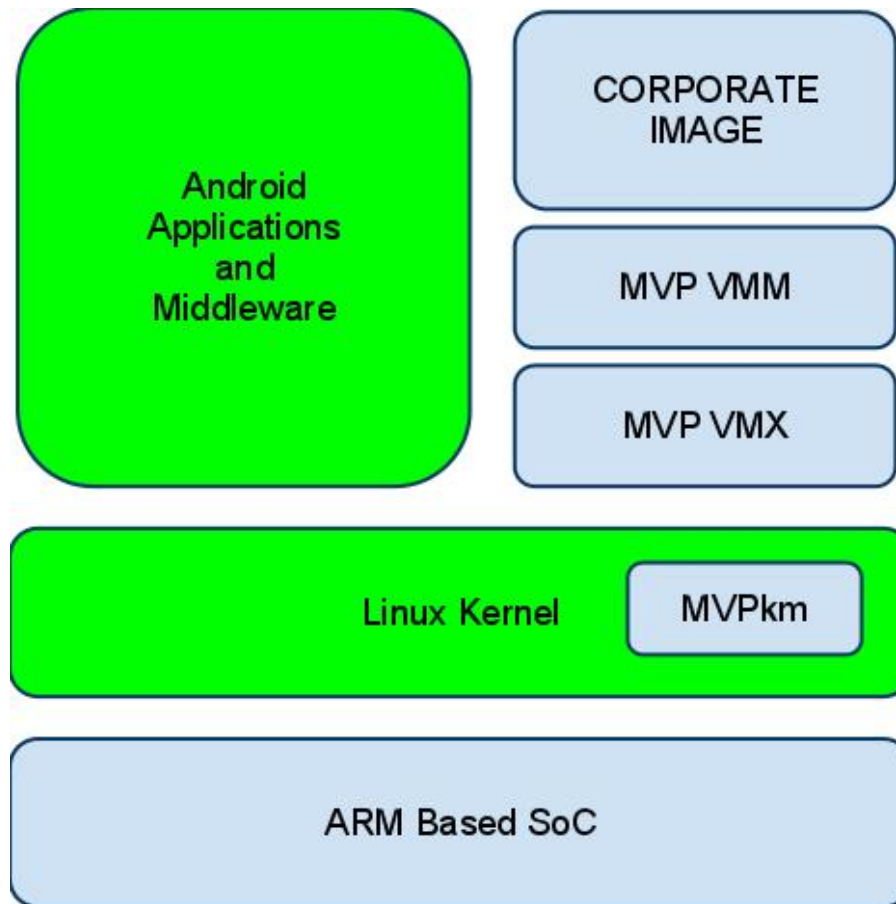 Android
Applications
and
Middleware
CORPORATE
IMAGE
MVP VMM
MVP VMX
Linux Kernel
MVPkm
ARM Based SoC